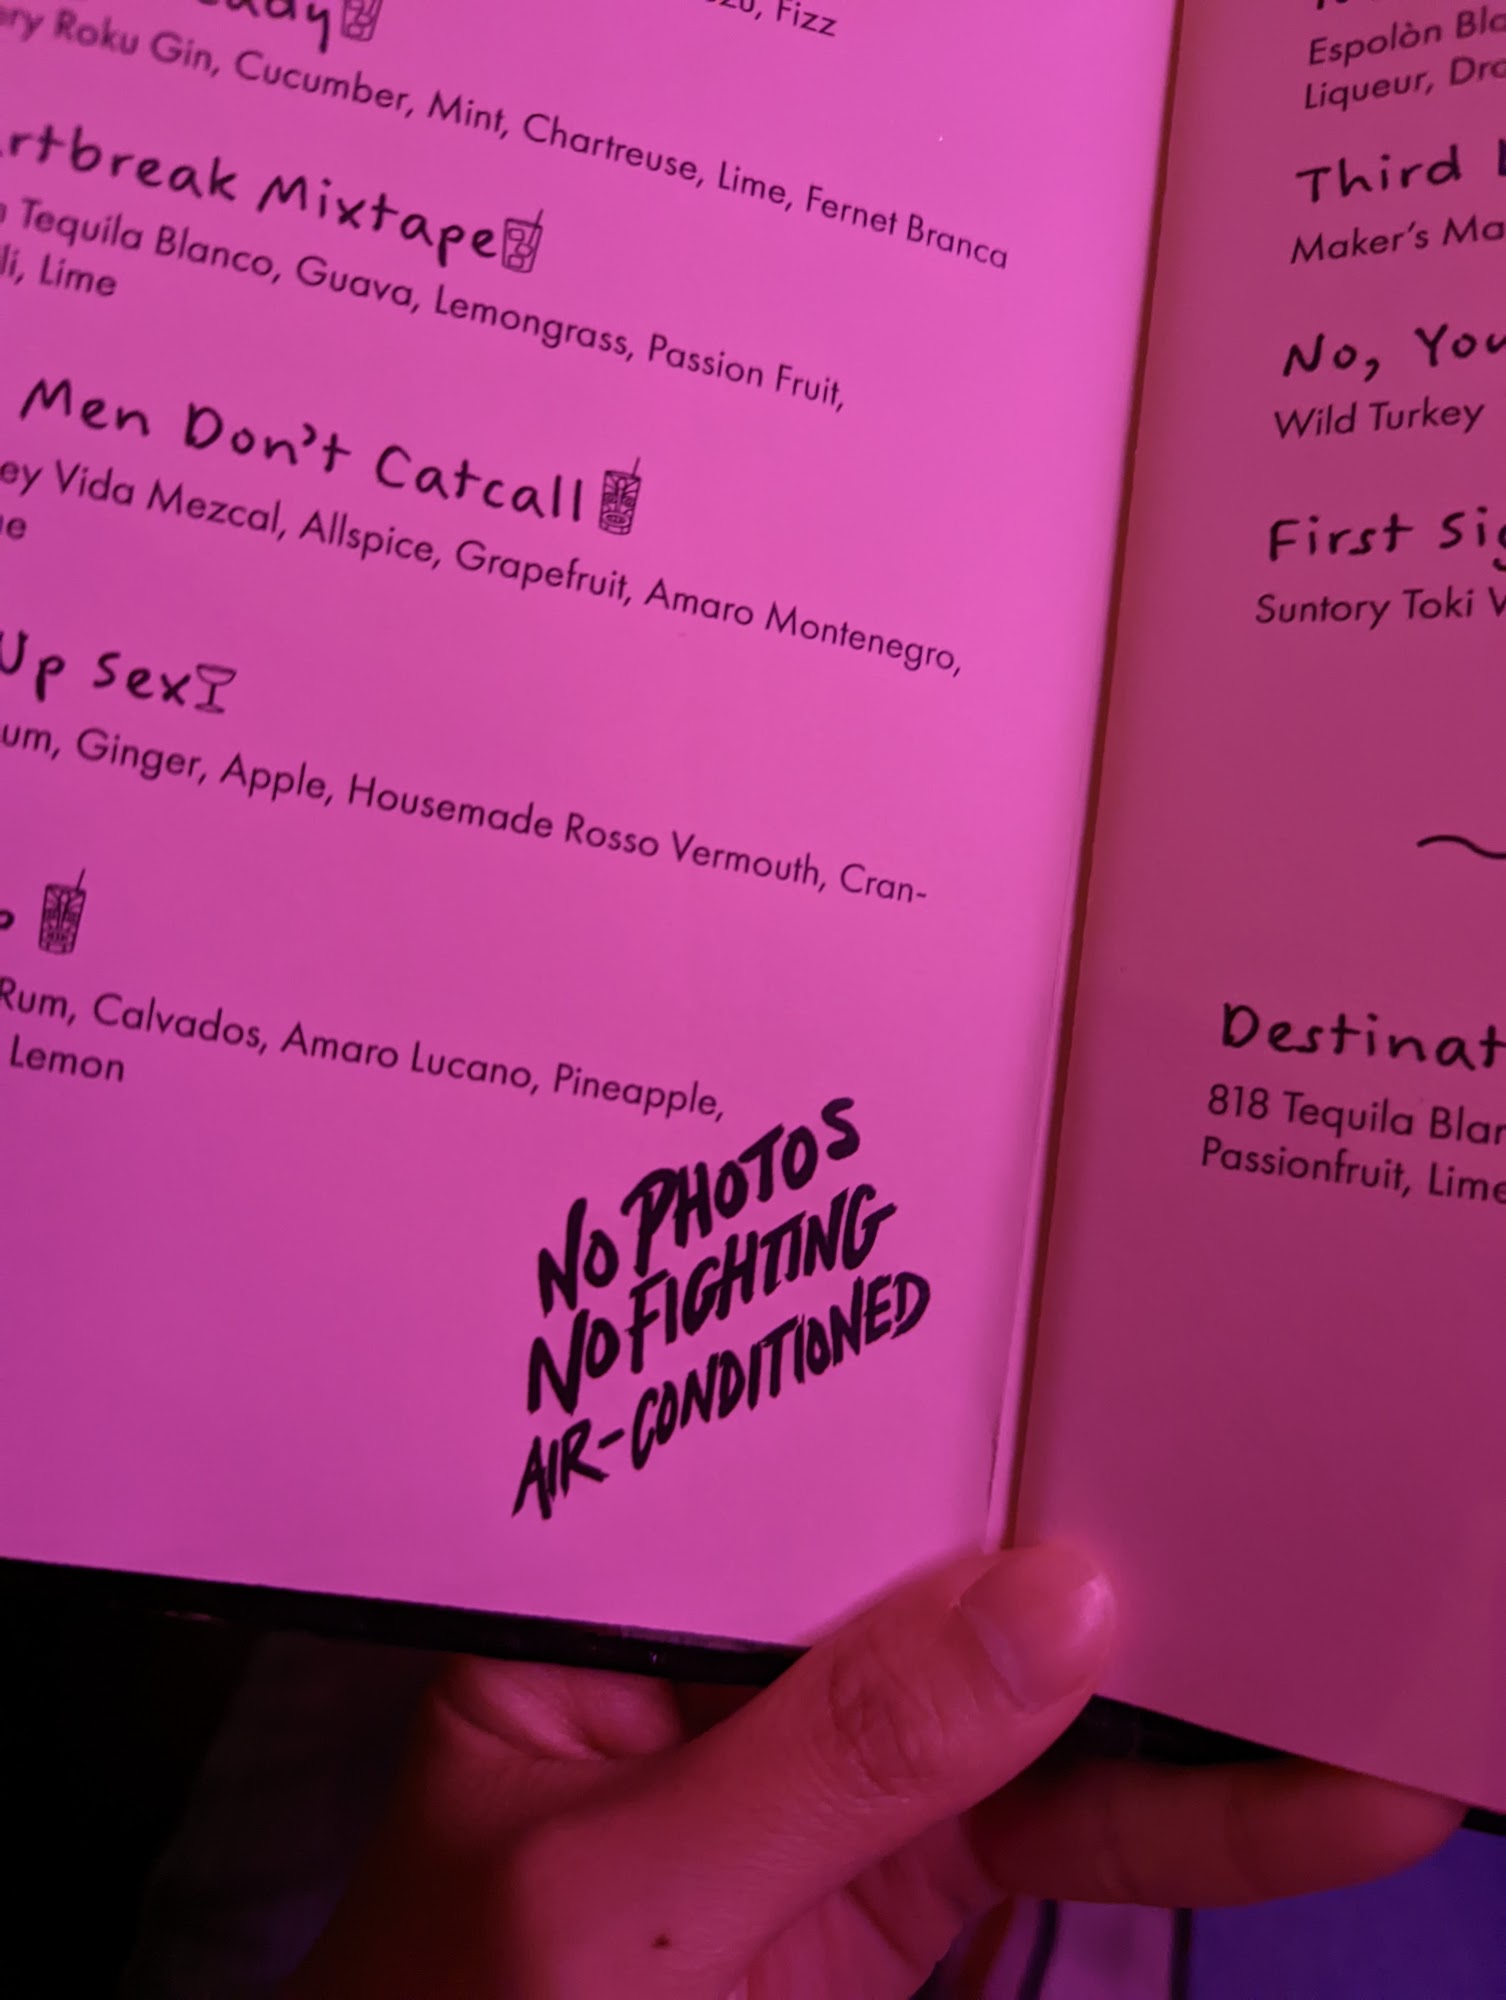 Fizz
Roku Gin, Cucumber, Mint, Chartreuse, Lime, Fernet Branca
Mixtape
Tequila Blanco, Guava, Lemongrass, Passion Fruit,
Lime
Men Don't Catcall
Vida Mezcal, Allspice, Grapefruit, Amaro Montenegro,
Up Sex
Ginger, Apple, Housemade Rosso Vermouth, Cran-
Rum, Calvados, Amaro Lucano, Pineapple,
Lemon
NO PHOTOS
NO FIGHTING
AIR-CONDITIONED
Espolòn
Liqueur,
Third
Maker's
No,
Wild Turkey
First
Suntory Toki
818 Tequila
Passionfruit,